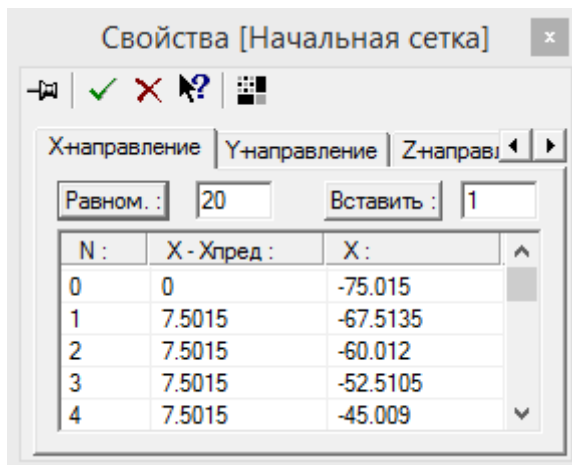 Свойства [Начальная сетка] x
?
X-направление Y-направление Z-направ
Равном. : 20 Вставить : 1
N : X - Xпред : X :
0 0 -75.015
1 7.5015 -67.5135
2 7.5015 -60.012
3 7.5015 -52.5105
4 7.5015 -45.009